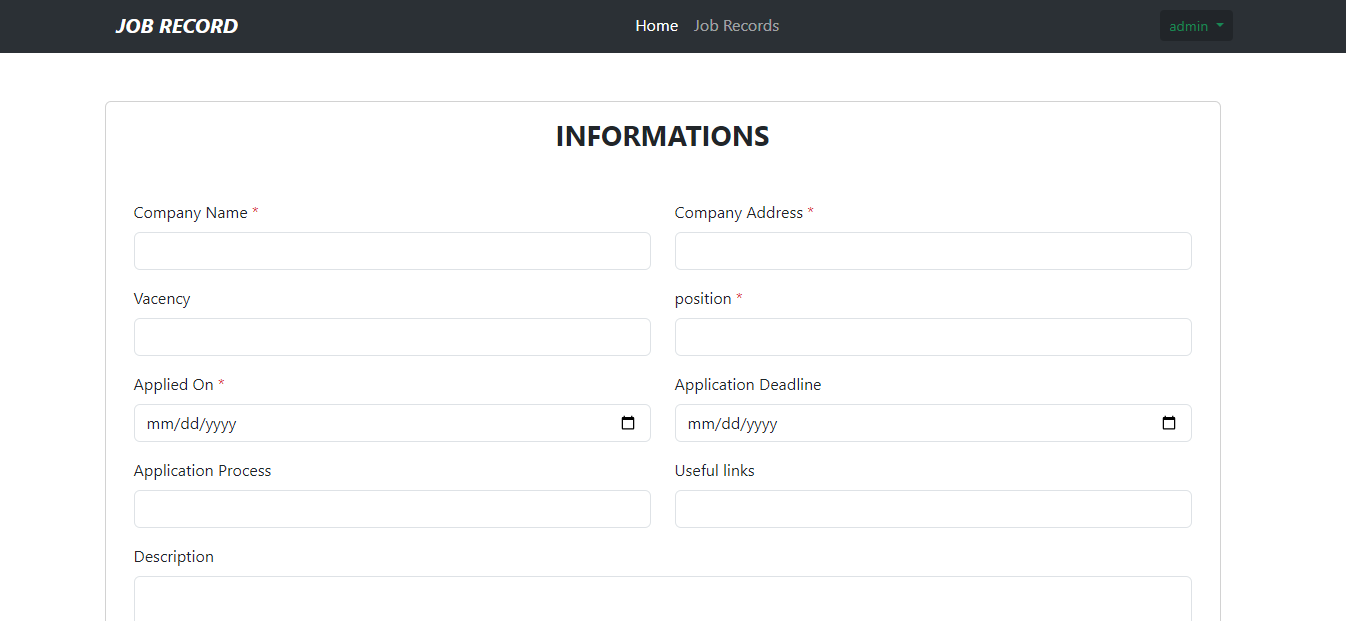 JOB RECORD Home Job Records admin
INFORMATIONS
Company Name * Company Address *
Vacency position *
Applied On * Application Deadline
mm/dd/yyyy mm/dd/yyyy
Application Process Useful links
Description